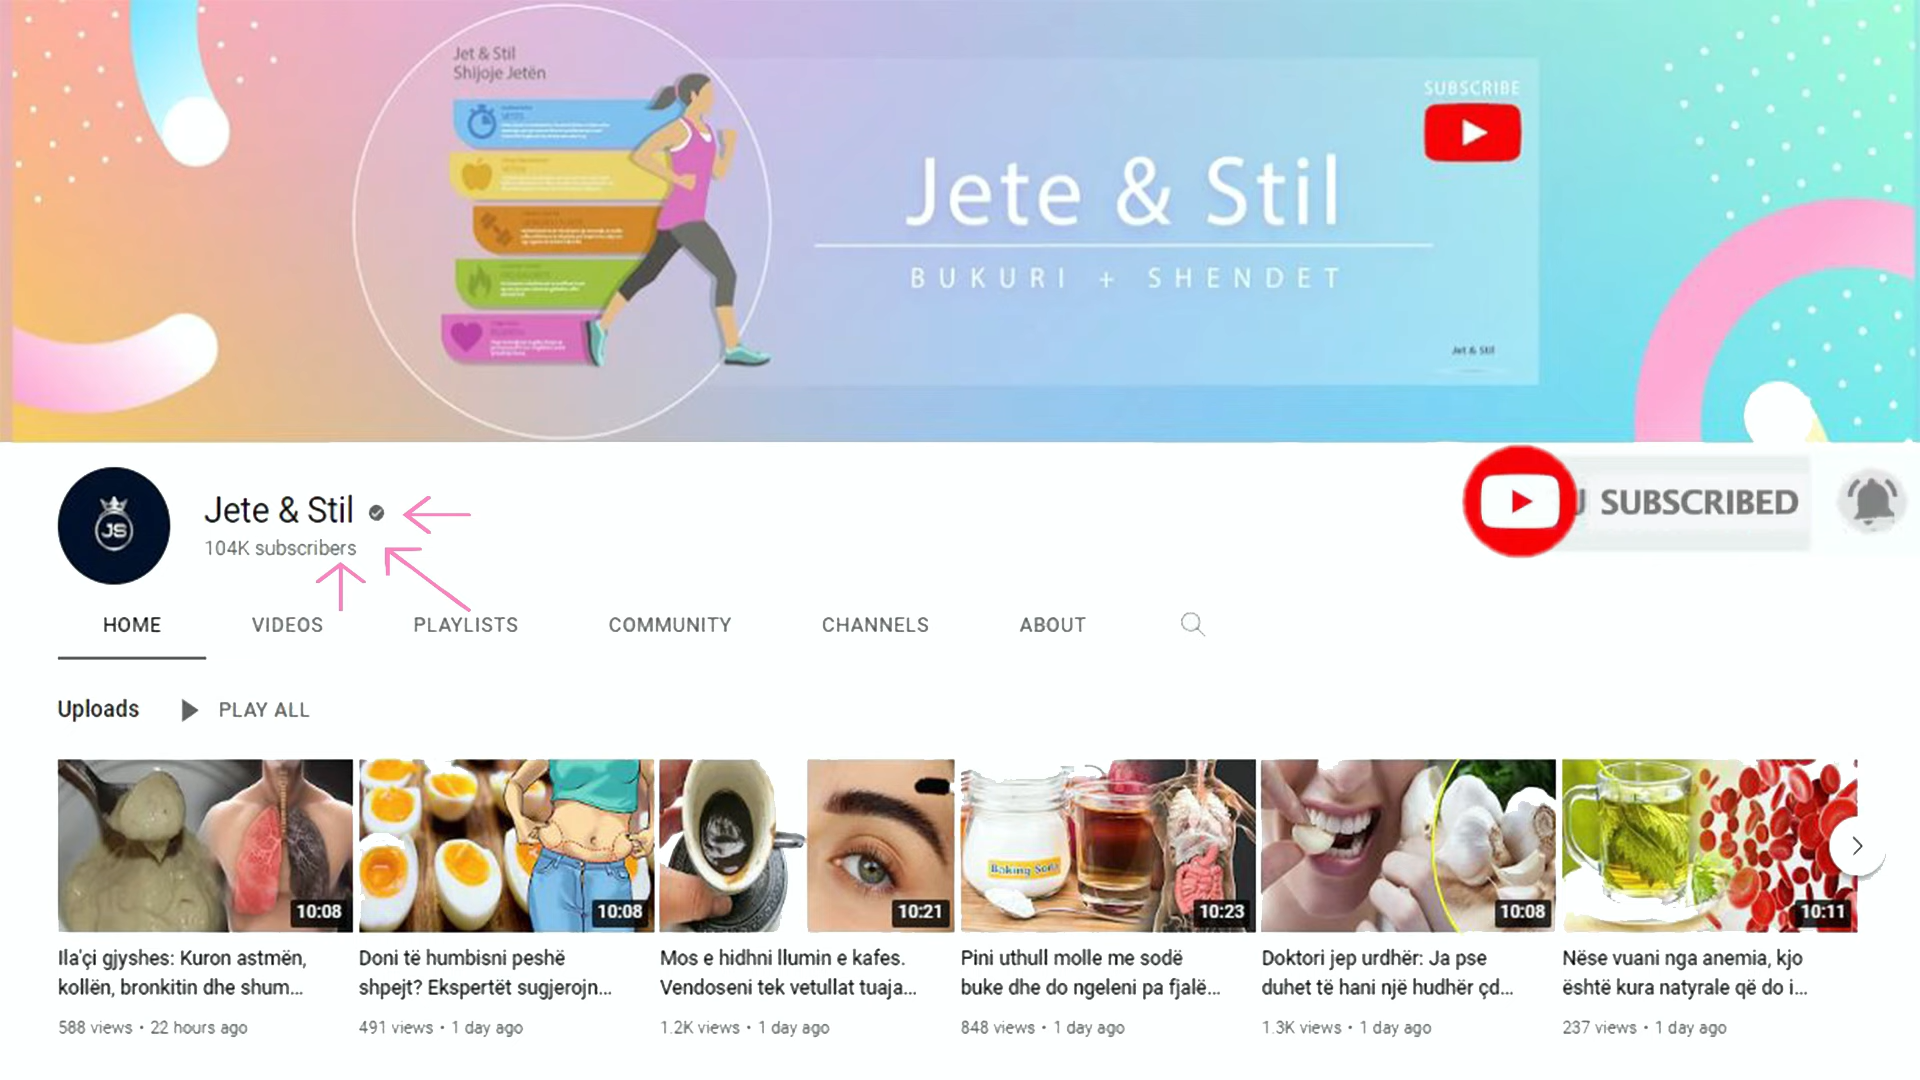 Jet & Stil
Shijoje Jetën
SUBSCRIBE
Jete & Stil
BUKURI + SHENDET
Jet & Stil
JS
Jete & Stil
104K subscribers
SUBSCRIBED
HOME VIDEOS PLAYLISTS COMMUNITY CHANNELS ABOUT
Uploads PLAY ALL
Baking Soda
10:08 10:08 10:21 10:23 10:08 10:11
Ila'çi gjyshes: Kuron astmën,
kollën, bronkitin dhe shum...
588 views • 22 hours ago
Doni të humbisni peshë
shpejt? Ekspertët sugjerojn...
491 views • 1 day ago
Mos e hidhni llumin e kafes.
Vendoseni tek vetullat tuaja...
1.2K views • 1 day ago
Pini uthull molle me sodë
buke dhe do ngeleni pa fjalë...
848 views • 1 day ago
Doktori jep urdhër: Ja pse
duhet të hani një hudhër çd...
1.3K views • 1 day ago
Nëse vuani nga anemia, kjo
është kura natyrale që do i...
237 views • 1 day ago